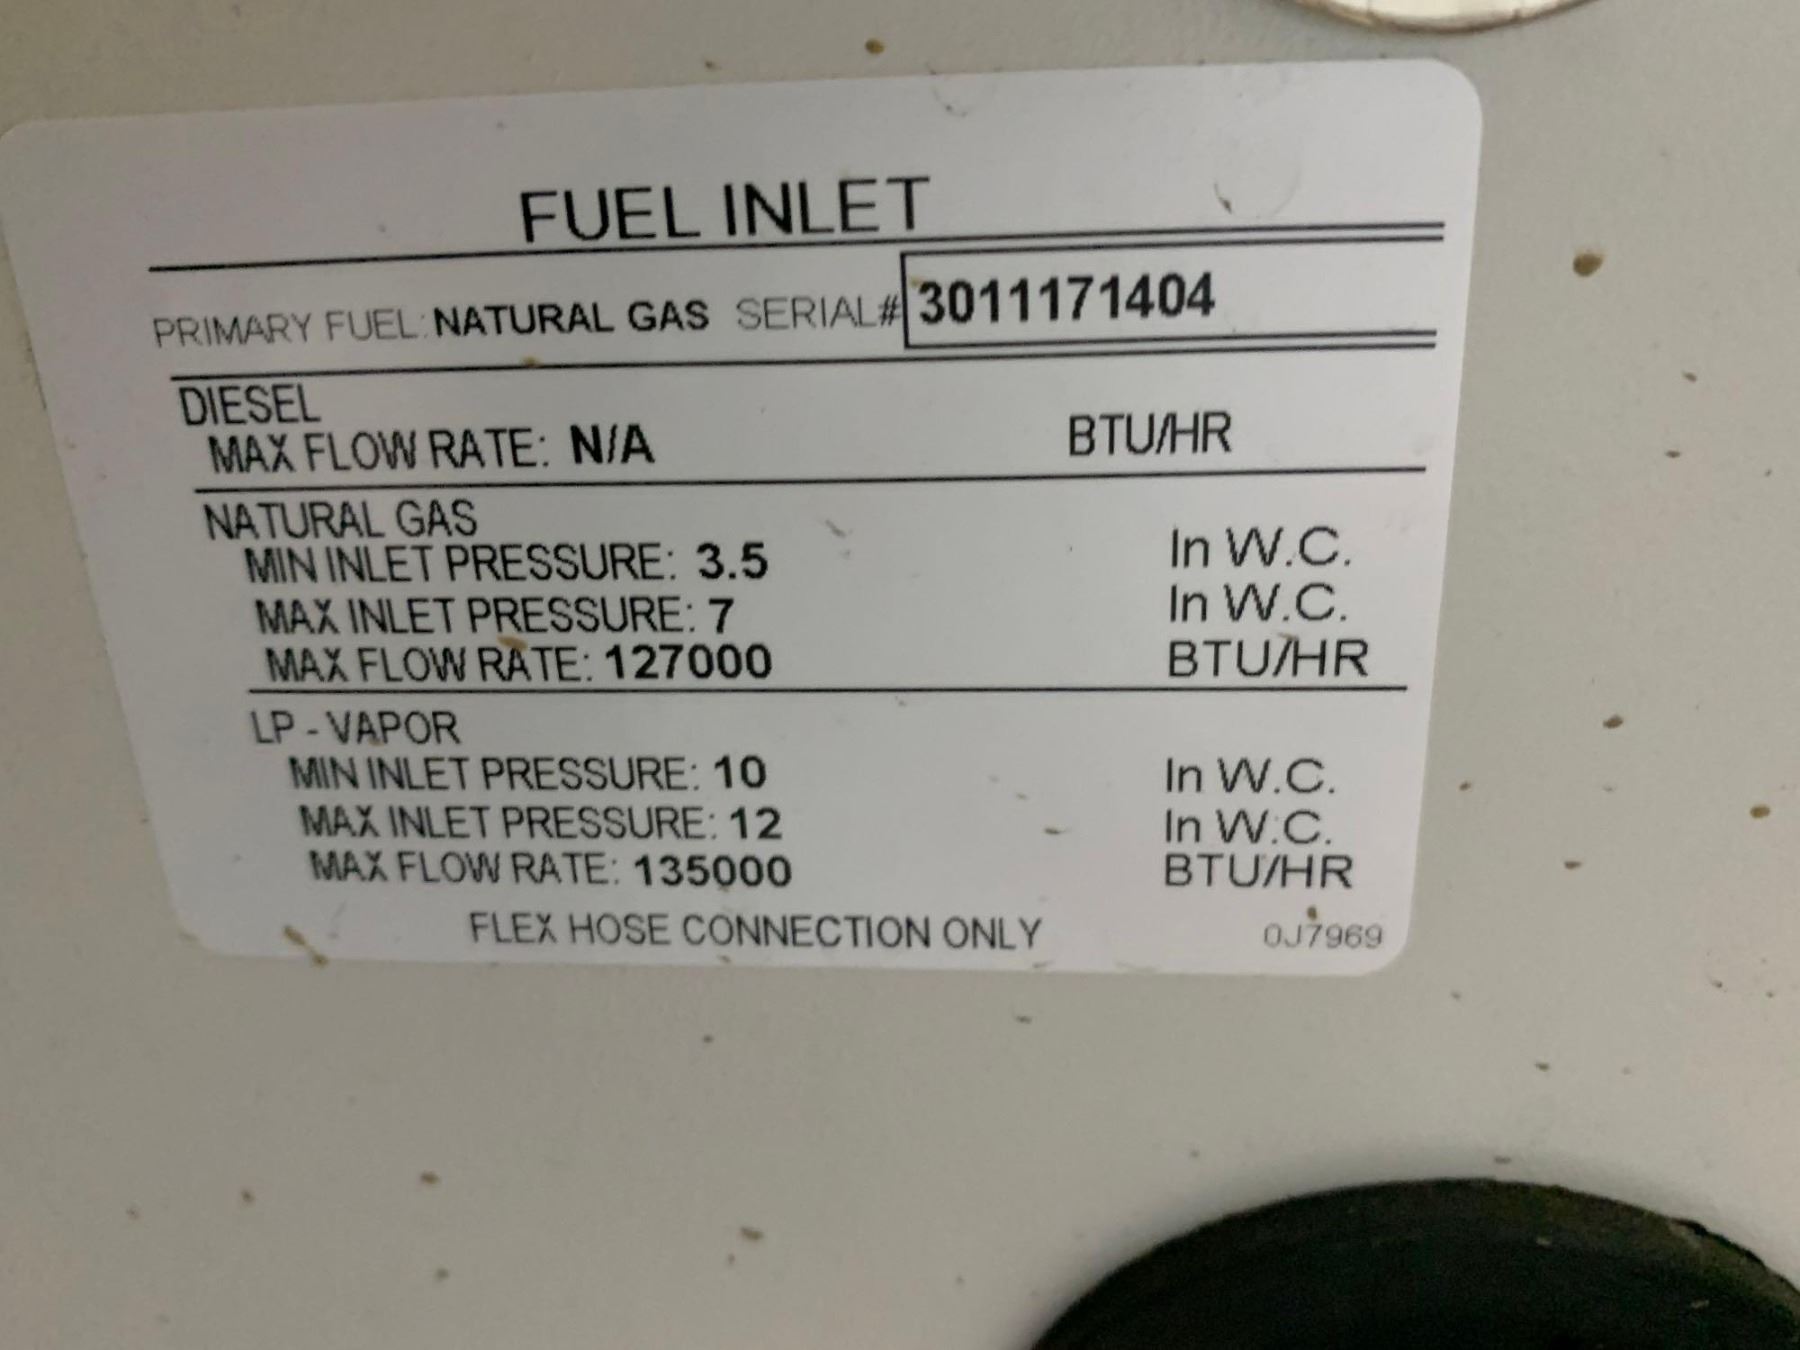 FUEL INLET
PRIMARY FUEL: NATURAL GAS SERIAL# 3011171404
DIESEL
MAX FLOW RATE: N/A BTU/HR
NATURAL GAS
MIN INLET PRESSURE: 3.5 In W.C.
MAX INLET PRESSURE: 7 In W.C.
MAX FLOW RATE: 127000 BTU/HR
LP - VAPOR
MIN INLET PRESSURE: 10 In W.C.
MAX INLET PRESSURE: 12 In W.C.
MAX FLOW RATE: 135000 BTU/HR
FLEX HOSE CONNECTION ONLY 0J7969